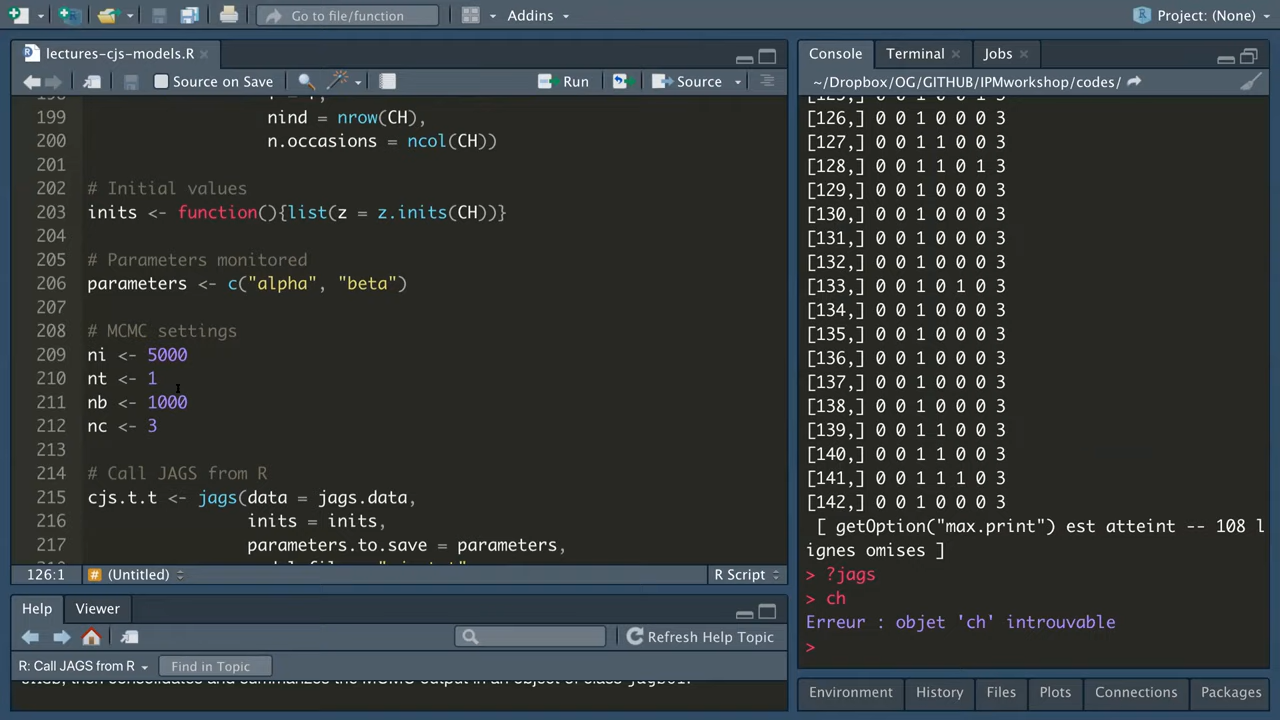 Go to file/function
Addins
Project: (None)
lectures-cjs-models.R
Source on Save
Run
Source
199 nind = nrow(CH),
200 n.occasions = ncol(CH))
201
202 # Initial values
203 inits <- function(){list(z = z.inits(CH))}
204
205 # Parameters monitored
206 parameters <- c("alpha", "beta")
207
208 # MCMC settings
209 ni <- 5000
210 nt <- 1
211 nb <- 1000
212 nc <- 3
213
214 # Call JAGS from R
215 cjs.t.t <- jags(data = jags.data,
216 inits = inits,
217 parameters.to.save = parameters,
126:1
# (Untitled)
R Script
Help
Viewer
Refresh Help Topic
R: Call JAGS from R
Find in Topic
, then consolidates and summarizes the MCMC output in an object of class
Console
Terminal
Jobs
~/Dropbox/OG/GITHUB/IPMworkshop/codes/
[125,] 0 0 1 0 0 1 3
[126,] 0 0 1 0 0 0 3
[127,] 0 0 1 1 0 0 3
[128,] 0 0 1 1 0 1 3
[129,] 0 0 1 0 0 0 3
[130,] 0 0 1 0 0 0 3
[131,] 0 0 1 0 0 0 3
[132,] 0 0 1 0 0 0 3
[133,] 0 0 1 0 1 0 3
[134,] 0 0 1 0 0 0 3
[135,] 0 0 1 0 0 0 3
[136,] 0 0 1 0 0 0 3
[137,] 0 0 1 0 0 0 3
[138,] 0 0 1 0 0 0 3
[139,] 0 0 1 1 0 0 3
[140,] 0 0 1 1 0 0 3
[141,] 0 0 1 1 1 0 3
[142,] 0 0 1 0 0 0 3
[ getOption("max.print") est atteint -- 108 l
ignes omises ]
> ?jags
> ch
Erreur : objet 'ch' introuvable
>
Environment
History
Files
Plots
Connections
Packages